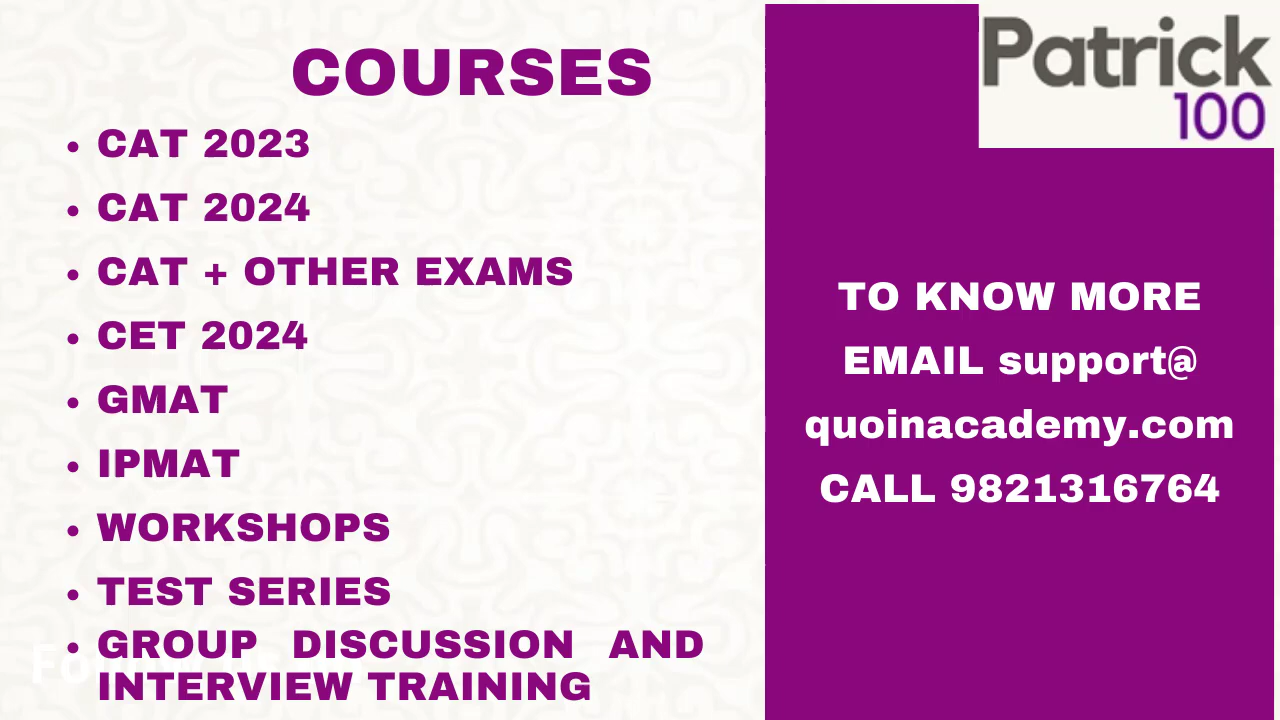 COURSES
• CAT 2023
• CAT 2024
• CAT + OTHER EXAMS
• CET 2024
• GMAT
• IPMAT
• WORKSHOPS
• TEST SERIES
• GROUP DISCUSSION AND
INTERVIEW TRAINING
Patrick
100
TO KNOW MORE
EMAIL support@
quoinacademy.com
CALL 9821316764